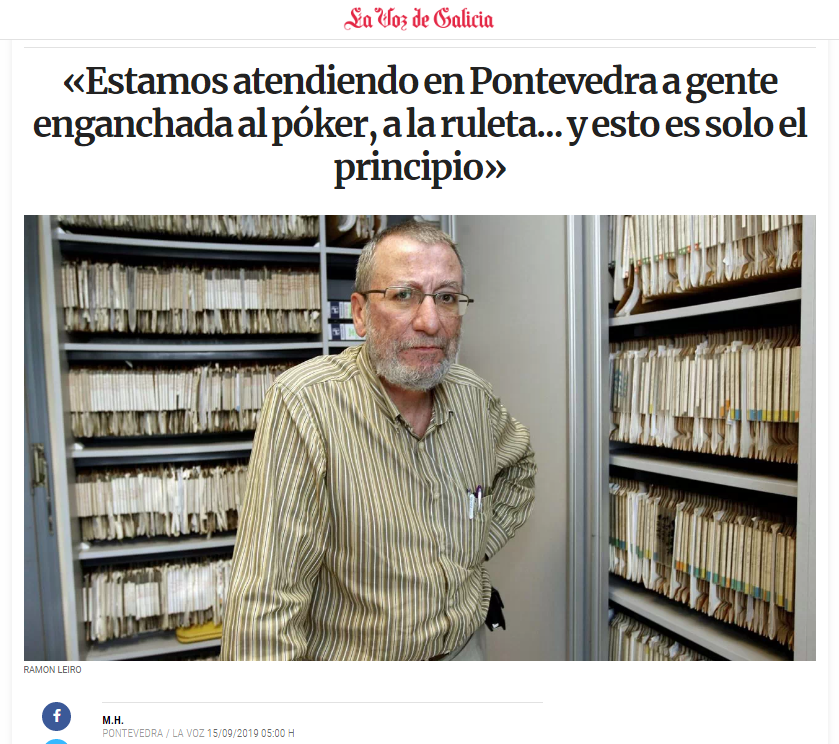 La Voz de Galicia
«Estamos atendiendo en Pontevedra a gente
enganchada al póker, a la ruleta... y esto es solo el
principio»
RAMON LEIRO
f
M.H.
PONTEVEDRA / LA VOZ 15/09/2019 05:00 H